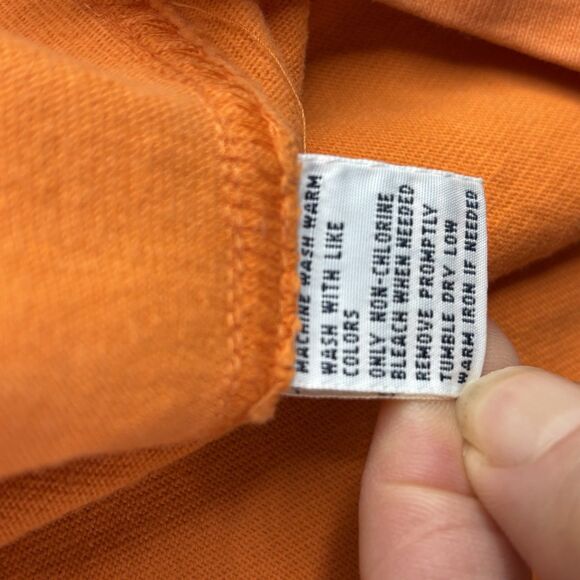 MACHINE WASH WARM
WASH WITH LIKE
COLORS
ONLY NON-CHLORINE
BLEACH WHEN NEEDED
REMOVE PROMPTLY
TUMBLE DRY LOW
WARM IRON IF NEEDED